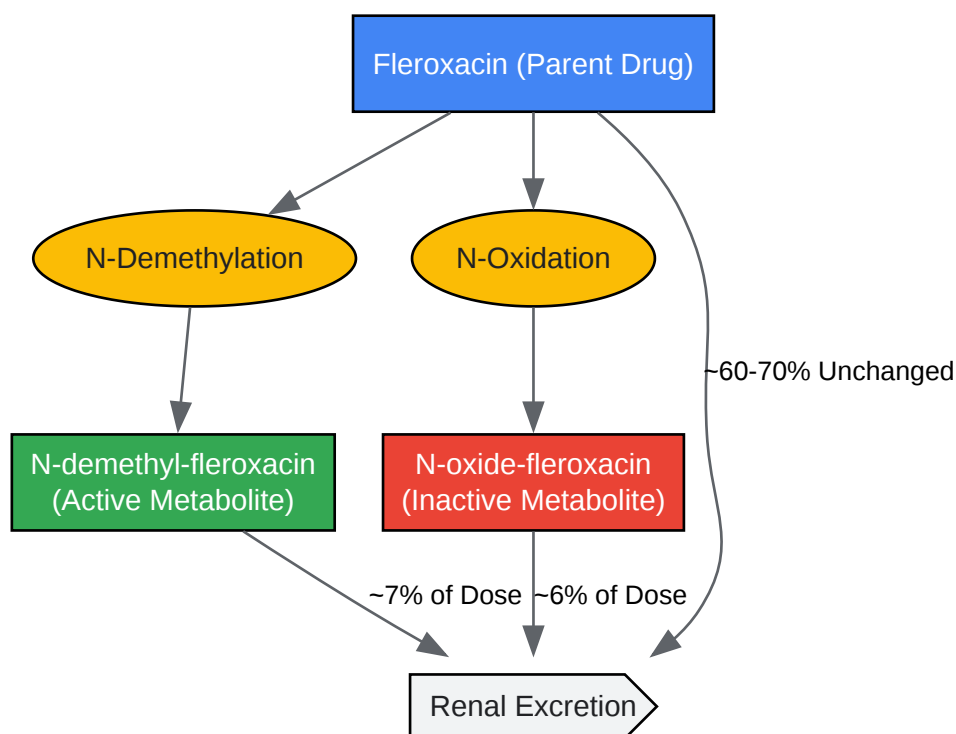 Fleroxacin (Parent Drug)
N-Demethylation
N-Oxidation
~60-70% Unchanged
N-demethyl-fleroxacin
(Active Metabolite)
N-oxide-fleroxacin
(Inactive Metabolite)
~7% of Dose
~6% of Dose
Renal Excretion